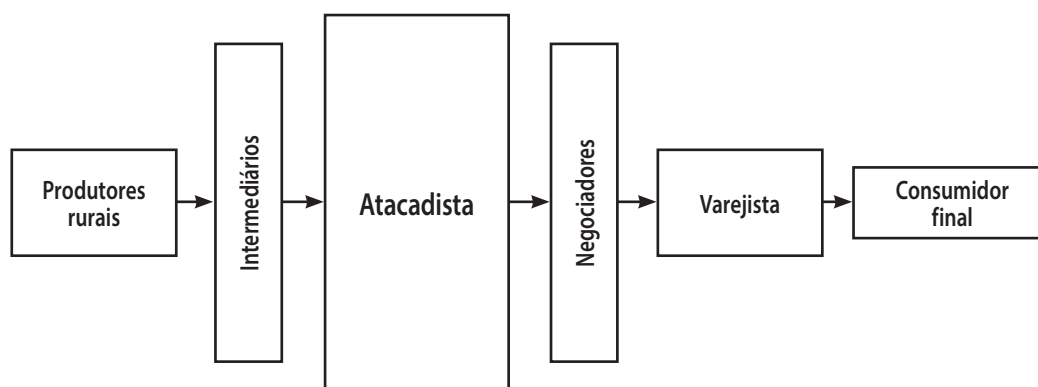 Produtores
rurais
Intermediários
Atacadista
Negociadores
Varejista
Consumidor
final